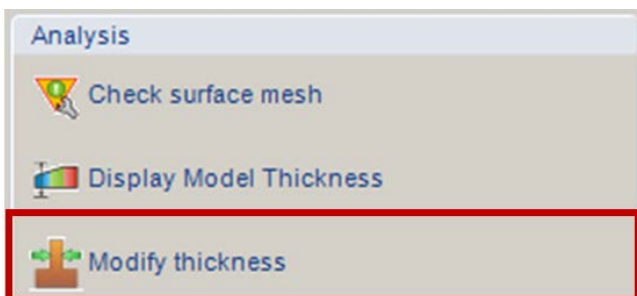 Analysis
Check surface mesh
Display Model Thickness
Modify thickness